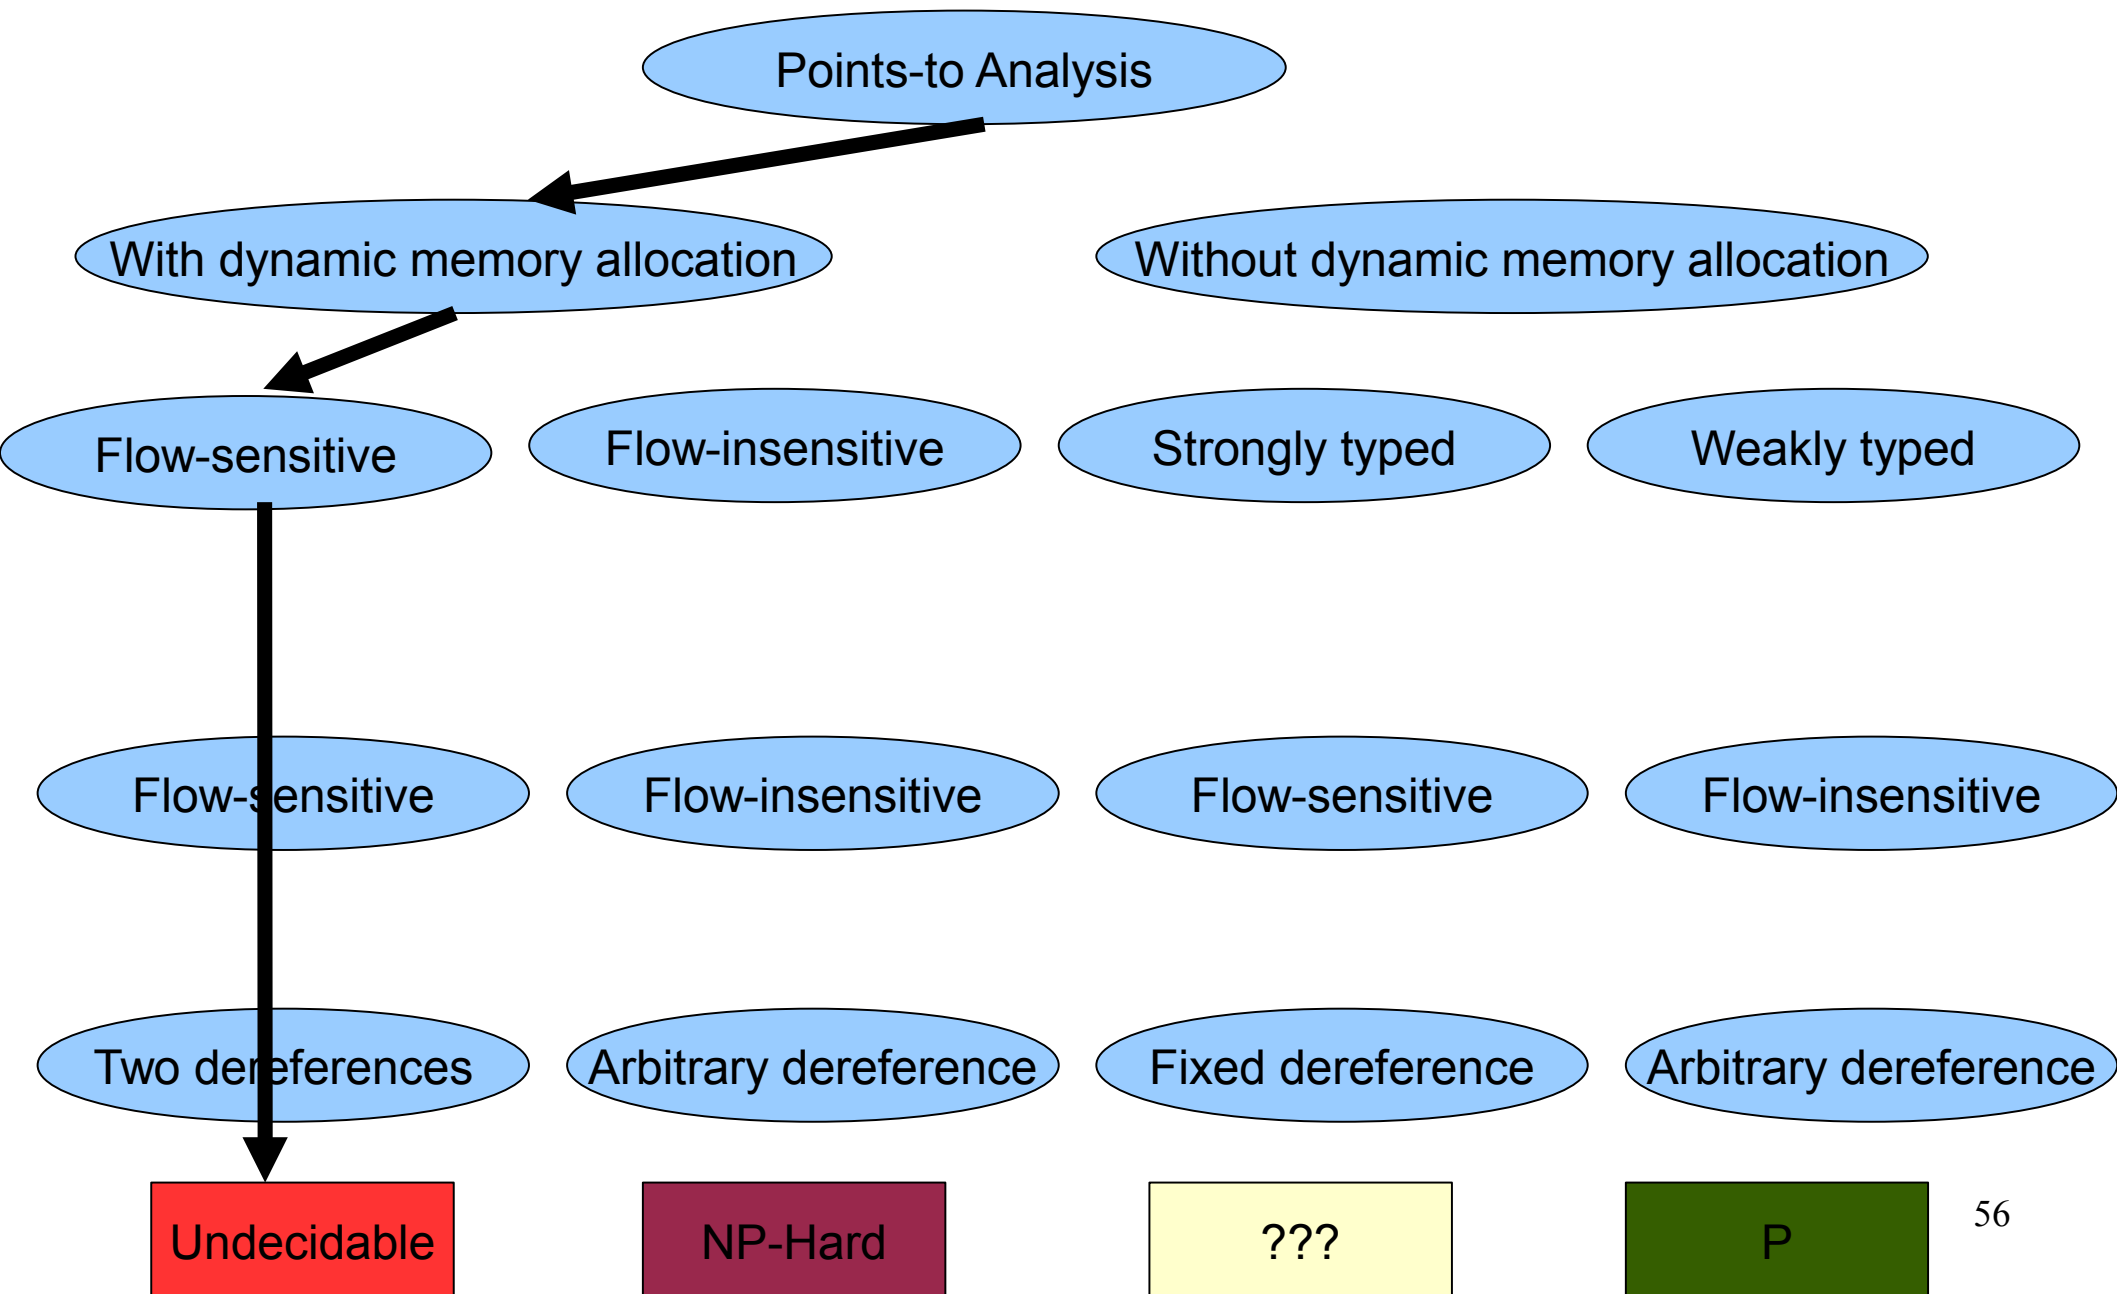 Points-to Analysis
With dynamic memory allocation
Without dynamic memory allocation
Flow-sensitive
Flow-insensitive
Strongly typed
Weakly typed
Flow-sensitive
Flow-insensitive
Flow-sensitive
Flow-insensitive
Two dereferences
Arbitrary dereference
Fixed dereference
Arbitrary dereference
Undecidable
NP-Hard
???
P
56